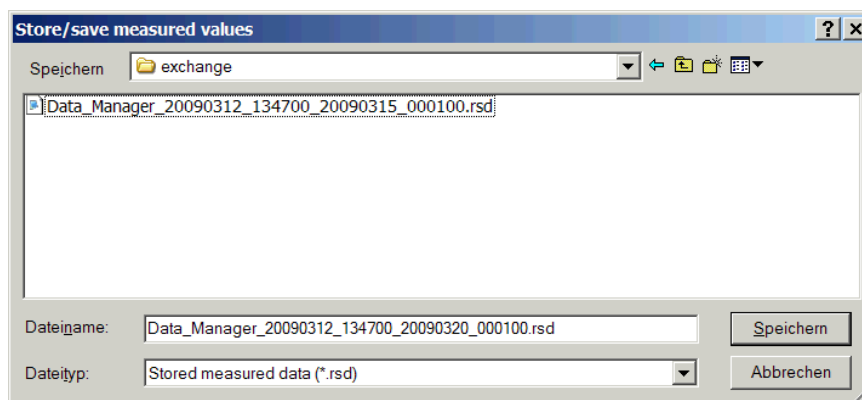 Store/save measured values
Speichern exchange
Data_Manager_20090312_134700_20090315_000100.rsd
Dateiname: Data_Manager_20090312_134700_20090320_000100.rsd Speichern
Dateityp: Stored measured data (*.rsd) Abbrechen